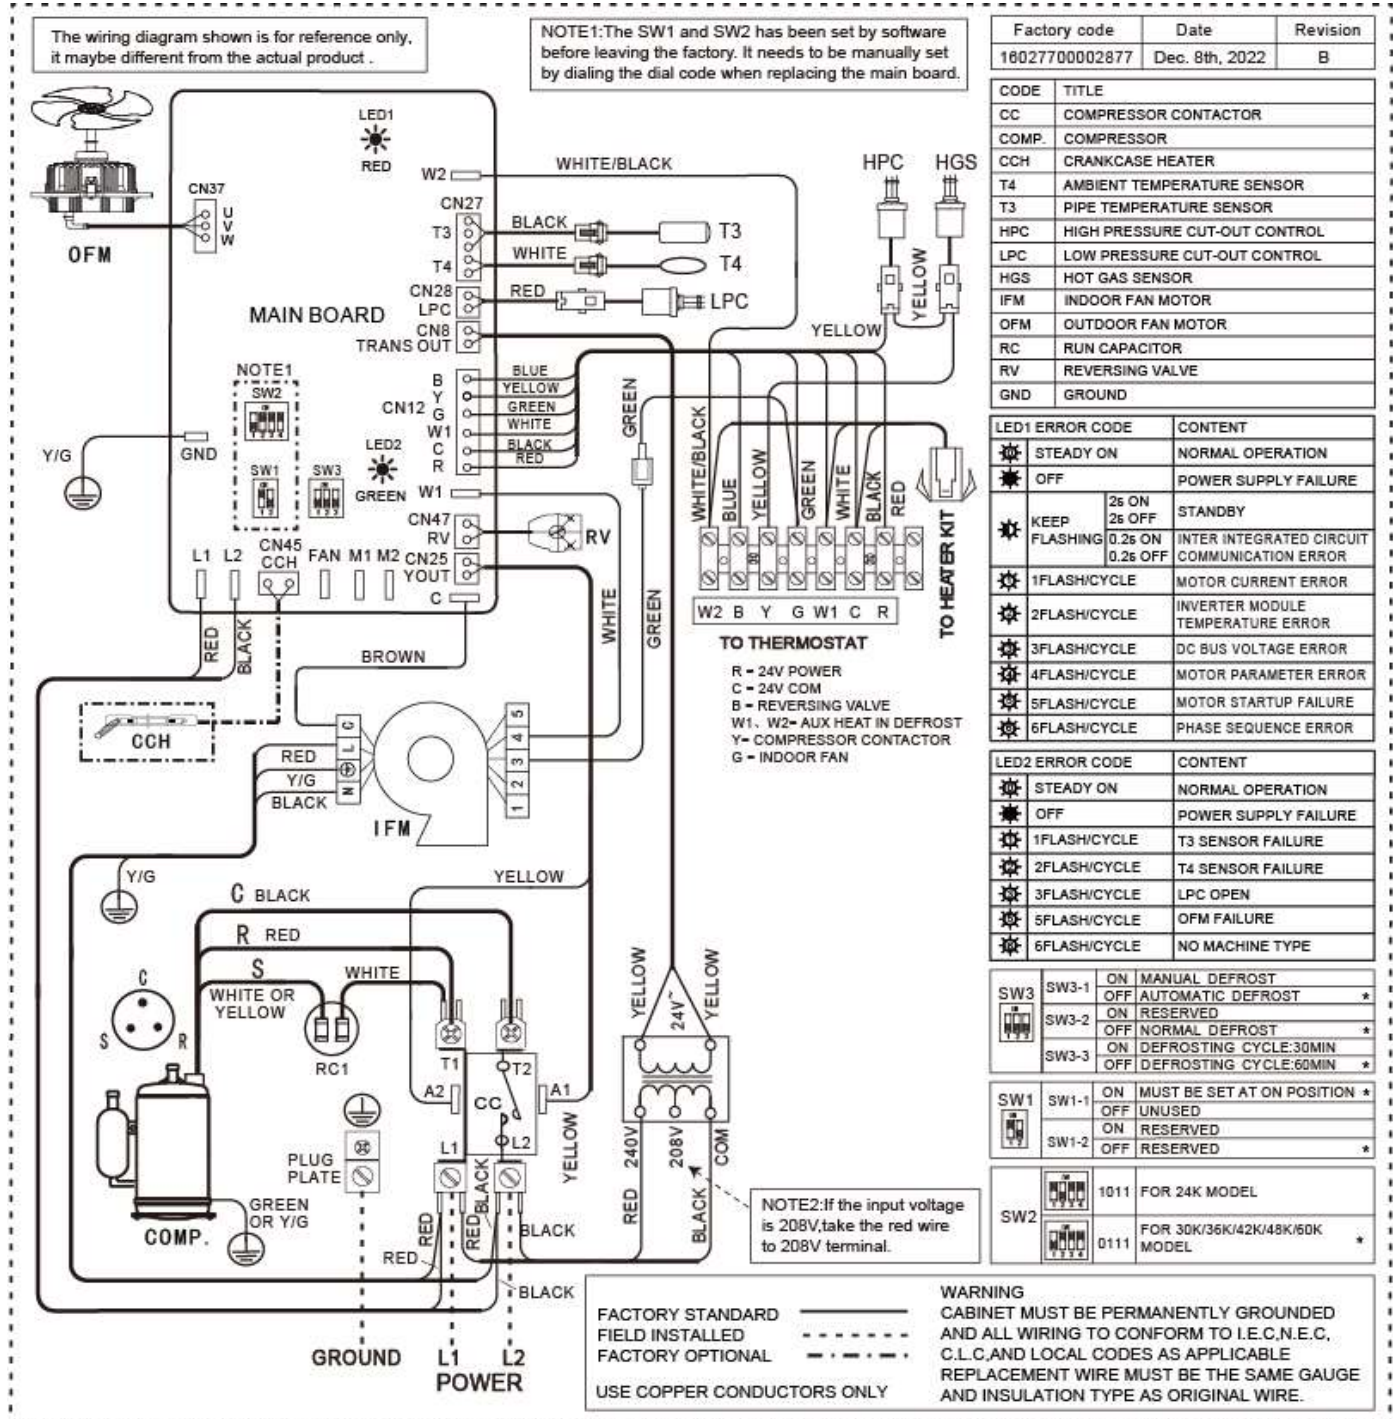 The wiring diagram shown is for reference only,
it maybe different from the actual product .
NOTE1:The SW1 and SW2 has been set by software
before leaving the factory. It needs to be manually set
by dialing the dial code when replacing the main board.
Factory code Date Revision
16027700002877 Dec. 8th, 2022 B
CODE TITLE
CC COMPRESSOR CONTACTOR
COMP. COMPRESSOR
CCH CRANKCASE HEATER
T4 AMBIENT TEMPERATURE SENSOR
T3 PIPE TEMPERATURE SENSOR
HPC HIGH PRESSURE CUT-OUT CONTROL
LPC LOW PRESSURE CUT-OUT CONTROL
HGS HOT GAS SENSOR
IFM INDOOR FAN MOTOR
OFM OUTDOOR FAN MOTOR
RC RUN CAPACITOR
RV REVERSING VALVE
GND GROUND
LED1 ERROR CODE CONTENT
STEADY ON NORMAL OPERATION
OFF POWER SUPPLY FAILURE
KEEP FLASHING
2s ON
2s OFF
STANDBY
0.2s ON
0.2s OFF
INTER INTEGRATED CIRCUIT
COMMUNICATION ERROR
1FLASH/CYCLE MOTOR CURRENT ERROR
2FLASH/CYCLE INVERTER MODULE
TEMPERATURE ERROR
3FLASH/CYCLE DC BUS VOLTAGE ERROR
4FLASH/CYCLE MOTOR PARAMETER ERROR
5FLASH/CYCLE MOTOR STARTUP FAILURE
6FLASH/CYCLE PHASE SEQUENCE ERROR
LED2 ERROR CODE CONTENT
STEADY ON NORMAL OPERATION
OFF POWER SUPPLY FAILURE
1FLASH/CYCLE T3 SENSOR FAILURE
2FLASH/CYCLE T4 SENSOR FAILURE
3FLASH/CYCLE LPC OPEN
5FLASH/CYCLE OFM FAILURE
6FLASH/CYCLE NO MACHINE TYPE
SW3
SW3-1 ON MANUAL DEFROST
OFF AUTOMATIC DEFROST *
SW3-2 ON RESERVED
OFF NORMAL DEFROST *
SW3-3 ON DEFROSTING CYCLE:30MIN
OFF DEFROSTING CYCLE:60MIN *
SW1
SW1-1 ON MUST BE SET AT ON POSITION *
OFF UNUSED
SW1-2 ON RESERVED
OFF RESERVED *
SW2
1011 FOR 24K MODEL
0111 FOR 30K/36K/42K/48K/60K
MODEL *
OFM
CN37
U
V
W
LED1
RED
W2
WHITE/BLACK
CN27
T3
BLACK
T3
T4
WHITE
T4
CN28
LPC
RED
LPC
CN8
TRANS OUT
MAIN BOARD
HPC HGS
YELLOW
YELLOW
NOTE1
SW2
SW1
SW3
LED2
GREEN
CN12
B BLUE
Y YELLOW
G GREEN
W1 WHITE
C BLACK
R RED
W1
CN47
RV
RV
CN25
YOUT
C
Y/G
GND
L1 L2
CN45
CCH
FAN M1 M2
RED
BLACK
BROWN
WHITE
GREEN
GREEN
WHITE/BLACK
BLUE
YELLOW
GREEN
WHITE
BLACK
RED
TO HEATER KIT
W2 B Y G W1 C R
TO THERMOSTAT
R - 24V POWER
C - 24V COM
B - REVERSING VALVE
W1、W2- AUX HEAT IN DEFROST
Y- COMPRESSOR CONTACTOR
G - INDOOR FAN
CCH
C
L
N
RED
Y/G
BLACK
IFM
5
4
3
2
1
Y/G
YELLOW
C BLACK
R RED
S
WHITE OR
YELLOW
WHITE
RC1
C
S R
COMP.
GREEN
OR Y/G
PLUG
PLATE
T1 T2
A2 CC A1
L1 L2
YELLOW
YELLOW
YELLOW
24V~
240V
208V
COM
RED
BLACK
NOTE2:If the input voltage
is 208V,take the red wire
to 208V terminal.
RED
RED
BLACK
BLACK
RED
BLACK
GROUND L1 L2
POWER
FACTORY STANDARD
FIELD INSTALLED
FACTORY OPTIONAL
USE COPPER CONDUCTORS ONLY
WARNING
CABINET MUST BE PERMANENTLY GROUNDED
AND ALL WIRING TO CONFORM TO I.E.C,N.E.C,
C.L.C,AND LOCAL CODES AS APPLICABLE
REPLACEMENT WIRE MUST BE THE SAME GAUGE
AND INSULATION TYPE AS ORIGINAL WIRE.